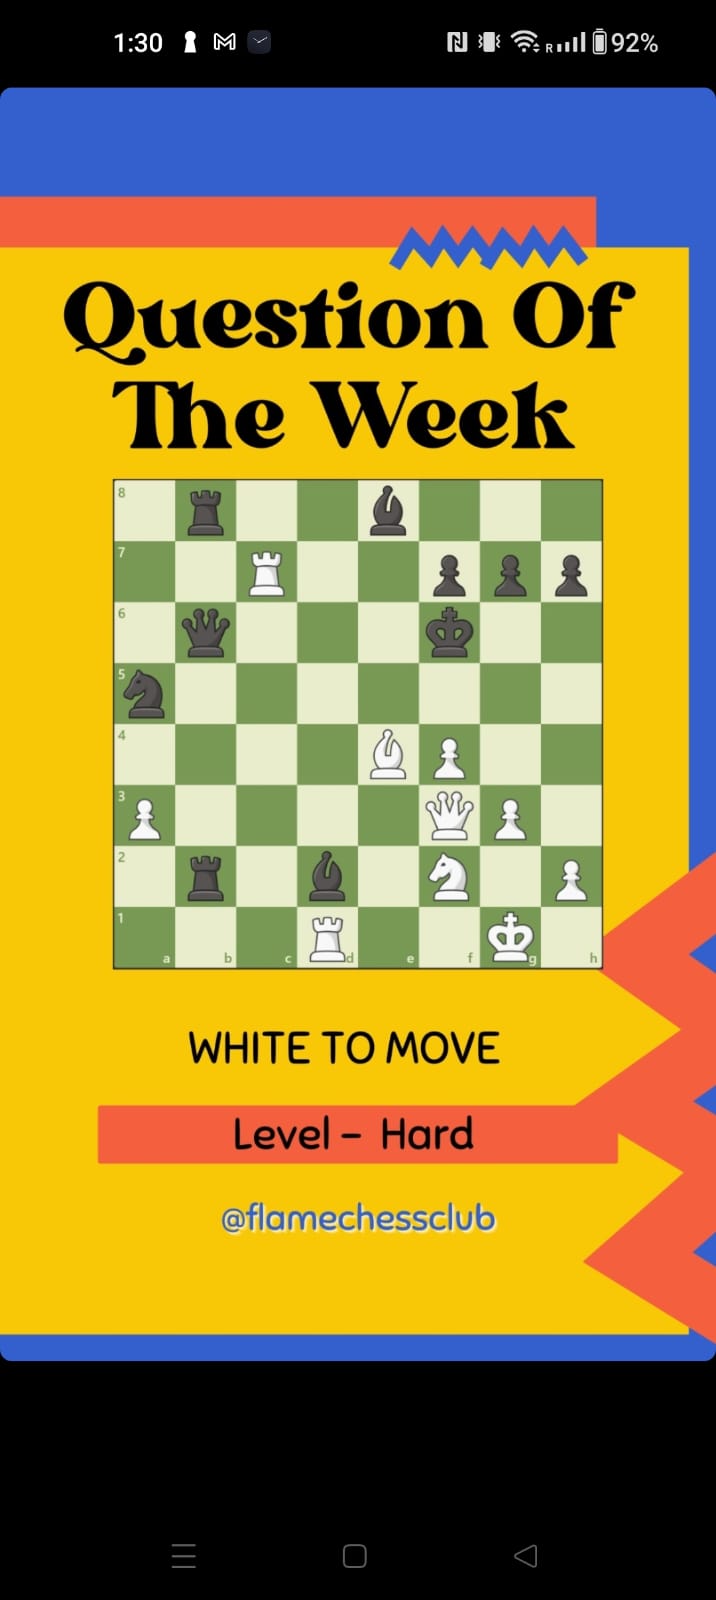 1:30 92%
Question Of
The Week
8
7
6
5
4
3
2
1
a b c d e f g h
WHITE TO MOVE
Level - Hard
@flamechessclub